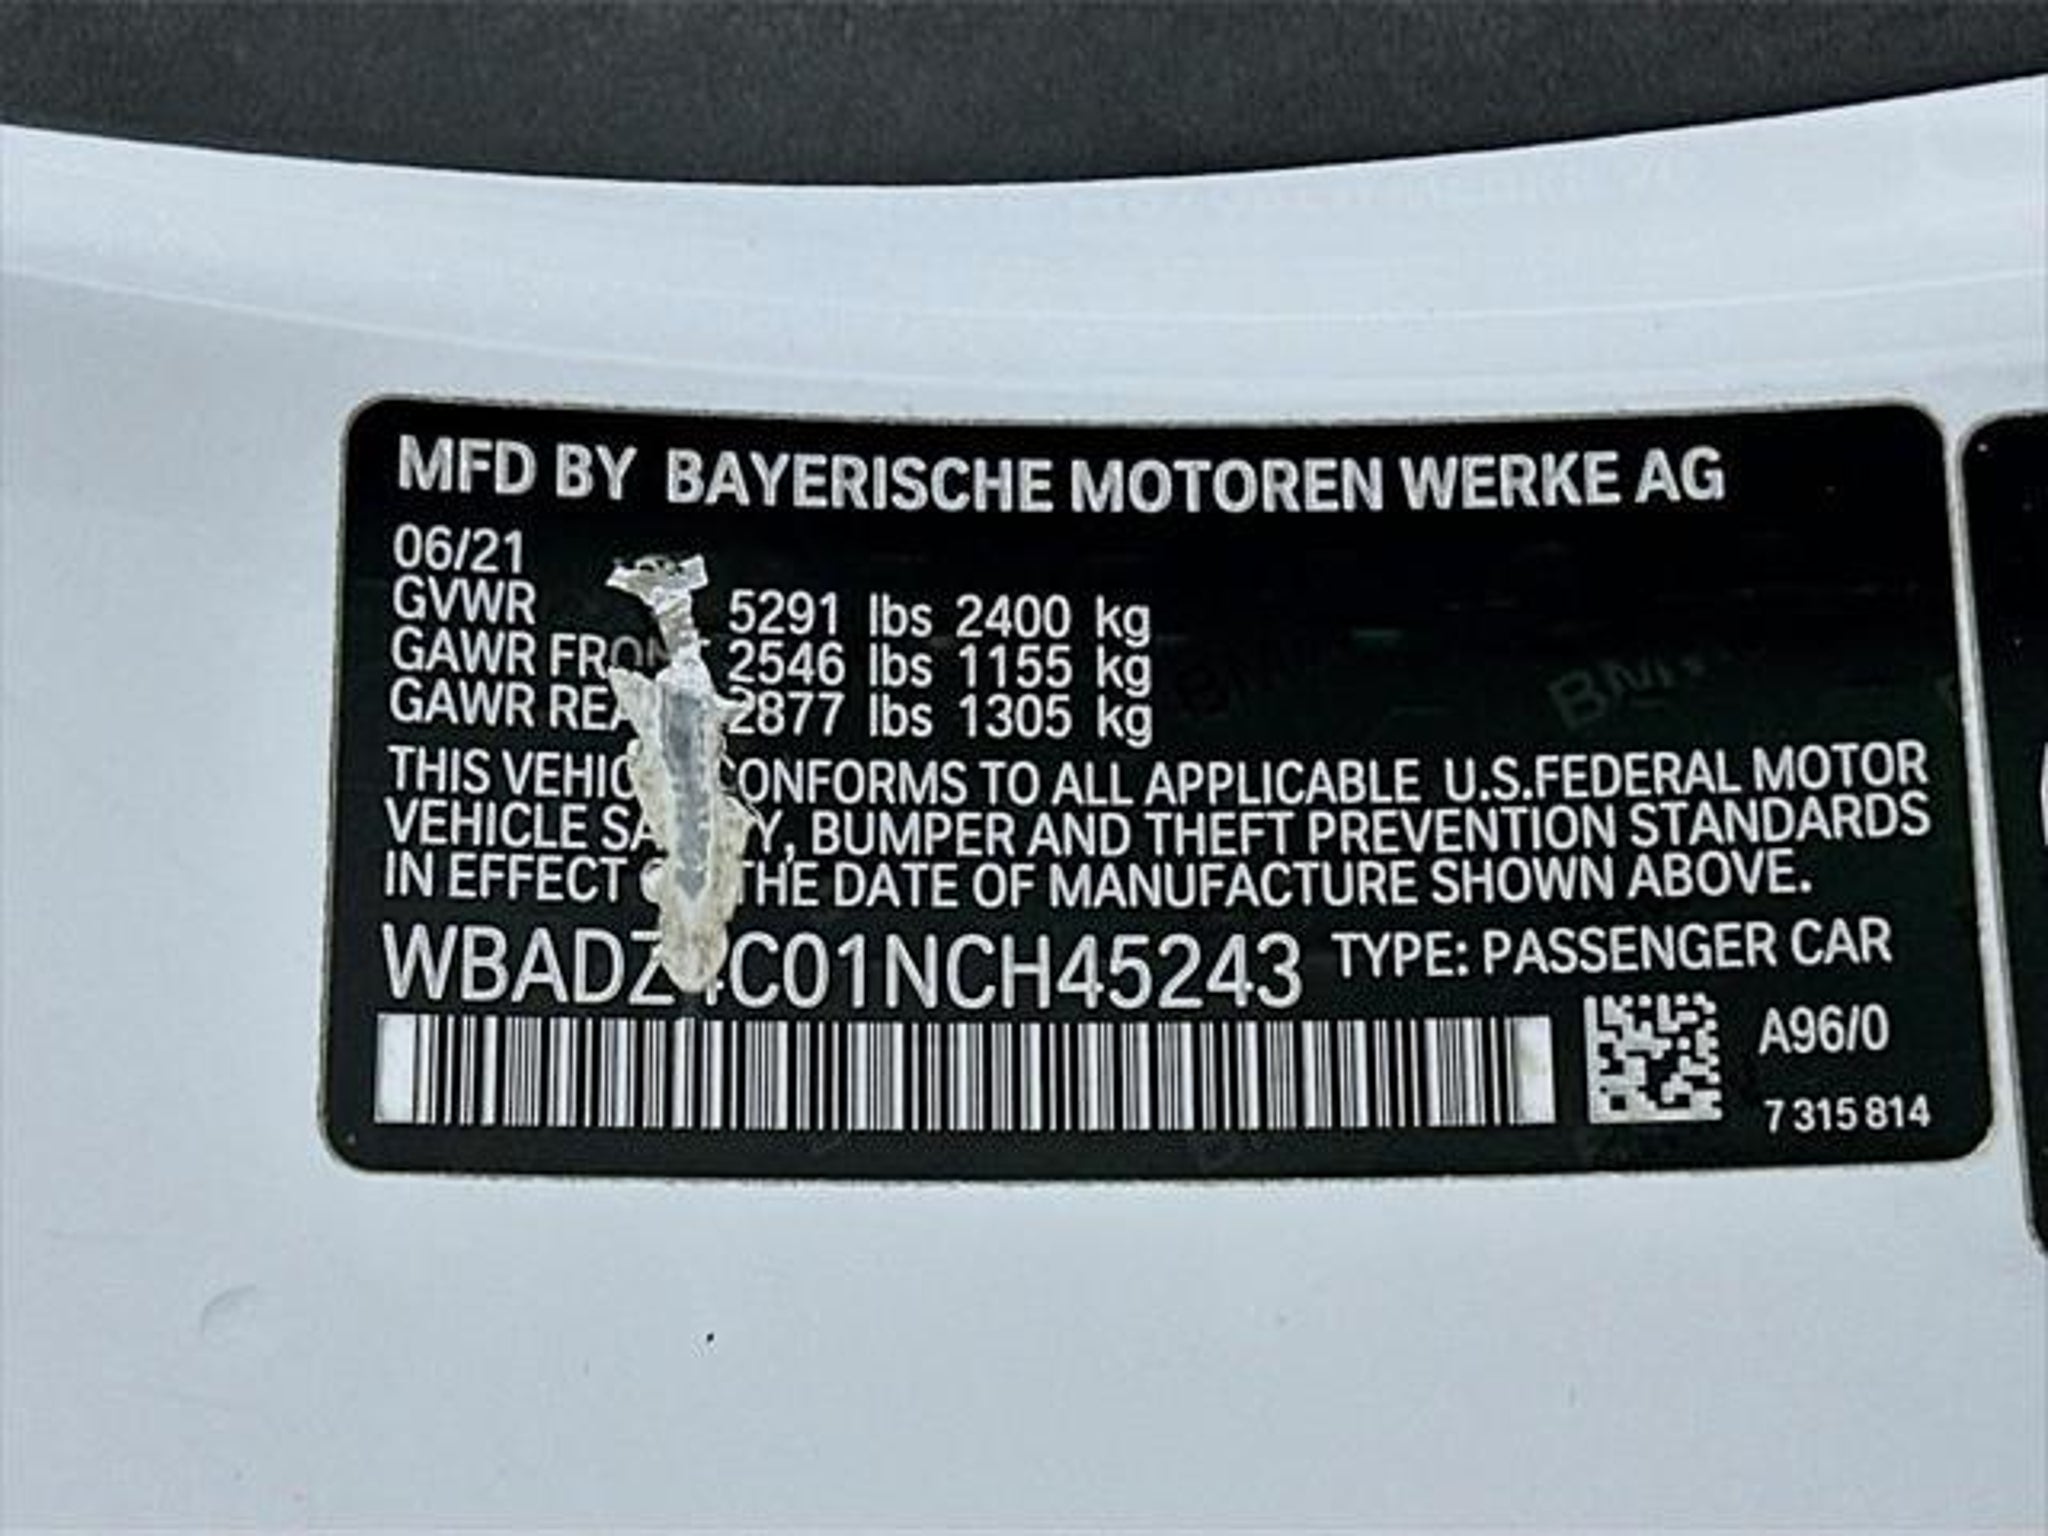 MFD BY BAYERISCHE MOTOREN WERKE AG
06/21
GVWR 5291 lbs 2400 kg
GAWR FRONT 2546 lbs 1155 kg
GAWR REA 2877 lbs 1305 kg
THIS VEHIC CONFORMS TO ALL APPLICABLE U.S.FEDERAL MOTOR
VEHICLE SA Y, BUMPER AND THEFT PREVENTION STANDARDS
IN EFFECT THE DATE OF MANUFACTURE SHOWN ABOVE.
WBADZ4C01NCH45243 TYPE: PASSENGER CAR
A96/0
7 315 814